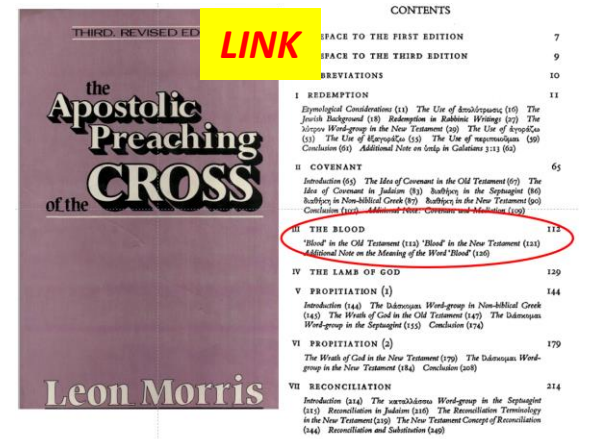 THIRD, REVISED ED
the
Apostolic
Preaching
of the CROSS
Leon Morris
LINK
CONTENTS
EFACE TO THE FIRST EDITION 7
EFACE TO THE THIRD EDITION 9
BREVIATIONS 10
I REDEMPTION 11
Etymological Considerations (11) The Use of ἀπολύτρωσις (16) The
Jewish Background (18) Redemption in Rabbinic Writings (27) The
λύτρον Word-group in the New Testament (29) The Use of ἀγοράζω
(53) The Use of ἐξαγοράζω (55) The Use of περιποιοῦμαι (59)
Conclusion (61) Additional Note on ὑπέρ in Galatians 3:13 (62)
II COVENANT 65
Introduction (65) The Idea of Covenant in the Old Testament (67) The
Idea of Covenant in Judaism (83) διαθήκη in the Septuagint (86)
διαθήκη in Non-biblical Greek (87) διαθήκη in the New Testament (90)
Conclusion (107) Additional Note: Covenant and Mediation (109)
III THE BLOOD 112
'Blood' in the Old Testament (112) 'Blood' in the New Testament (121)
Additional Note on the Meaning of the Word 'Blood' (126)
IV THE LAMB OF GOD 129
V PROPITIATION (1) 144
Introduction (144) The ἱλάσκομαι Word-group in Non-biblical Greek
(145) The Wrath of God in the Old Testament (147) The ἱλάσκομαι
Word-group in the Septuagint (155) Conclusion (174)
VI PROPITIATION (2) 179
The Wrath of God in the New Testament (179) The ἱλάσκομαι Word-
group in the New Testament (184) Conclusion (208)
VII RECONCILIATION 214
Introduction (214) The καταλλάσσω Word-group in the Septuagint
(215) Reconciliation in Judaism (216) The Reconciliation Terminology
in the New Testament (219) The New Testament Concept of Reconciliation
(244) Reconciliation and Substitution (249)